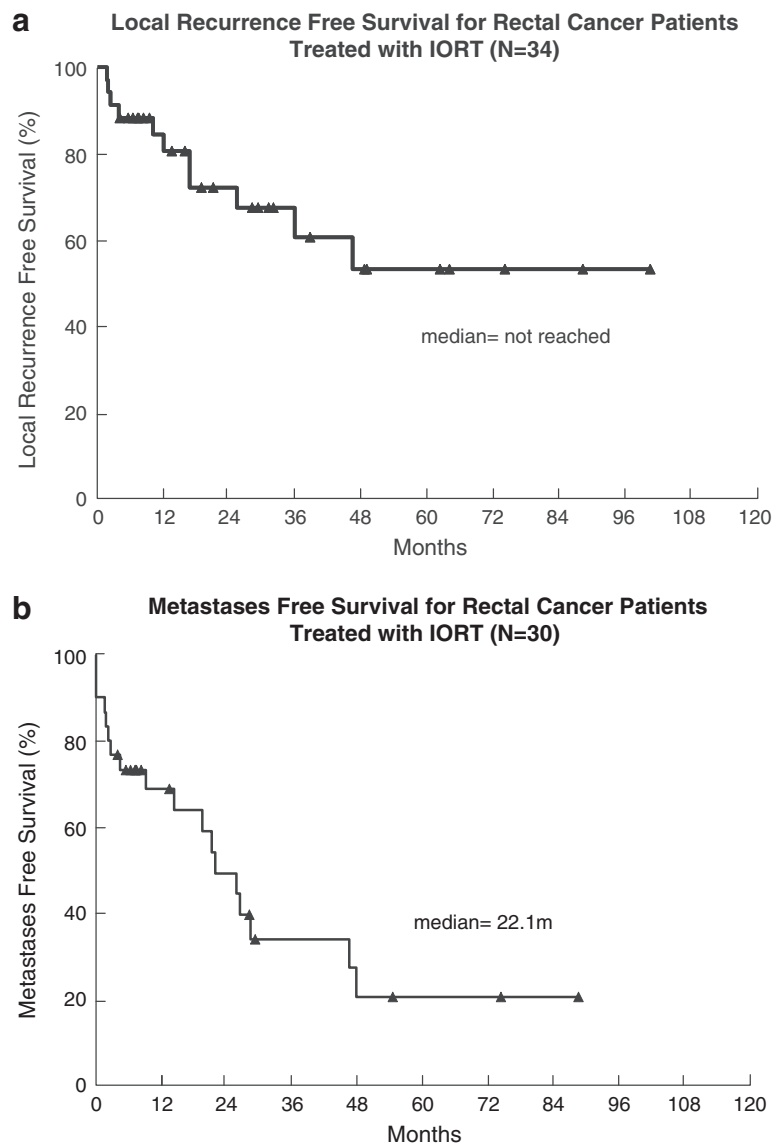 a
Local Recurrence Free Survival for Rectal Cancer Patients
Treated with IORT (N=34)
Local Recurrence Free Survival (%)
100
80
60
40
20
0
median= not reached
0 12 24 36 48 60 72 84 96 108 120
Months
b
Metastases Free Survival for Rectal Cancer Patients
Treated with IORT (N=30)
Metastases Free Survival (%)
100
80
60
40
20
0
median= 22.1m
0 12 24 36 48 60 72 84 96 108 120
Months